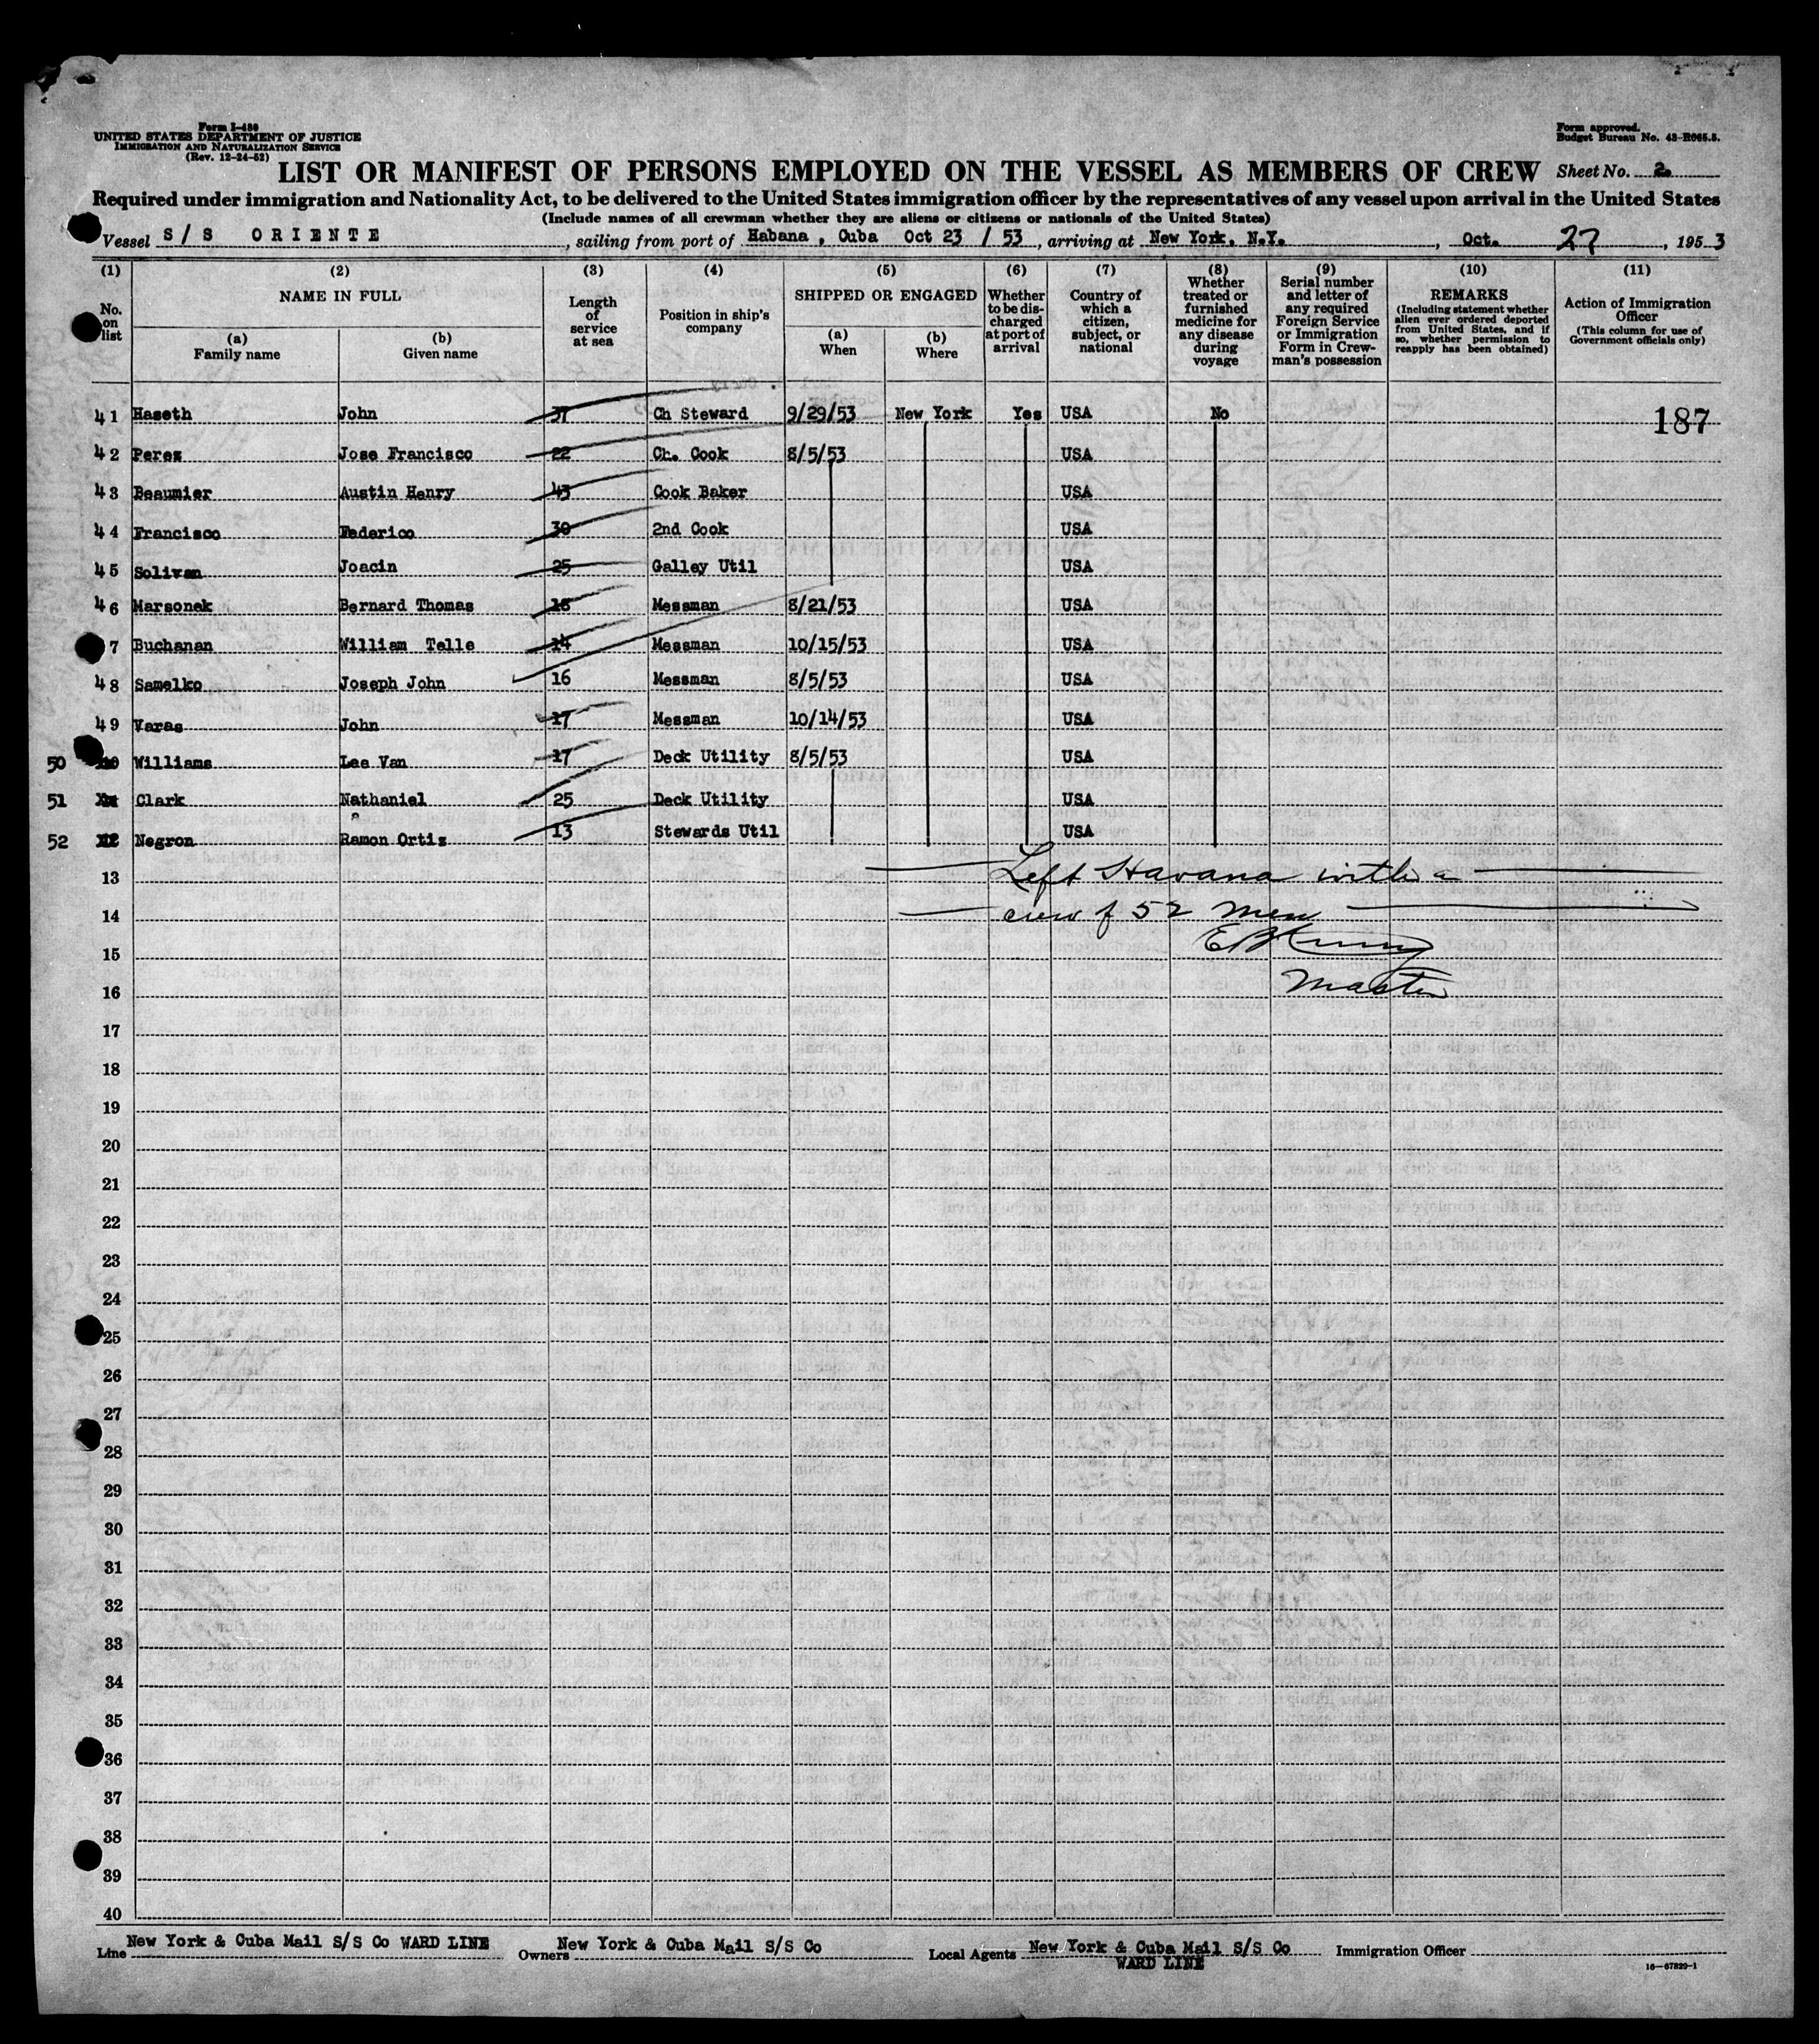 Form I-489
UNITED STATES DEPARTMENT OF JUSTICE
IMMIGRATION AND NATURALIZATION SERVICE
(Rev. 12-24-52)
Form approved.
Budget Bureau No. 43-R065.5.
LIST OR MANIFEST OF PERSONS EMPLOYED ON THE VESSEL AS MEMBERS OF CREW Sheet No. 2
Required under immigration and Nationality Act, to be delivered to the United States immigration officer by the representatives of any vessel upon arrival in the United States
(Include names of all crewman whether they are aliens or citizens or nationals of the United States)
Vessel S/S ORIENTE, sailing from port of Habana, Cuba Oct 23 / 53, arriving at New York. N.Y., Oct. 27, 1953
(1) (2) (3) (4) (5) (6) (7) (8) (9) (10) (11)
No. on list
NAME IN FULL
(a) Family name
(b) Given name
Length of service at sea
Position in ship's company
SHIPPED OR ENGAGED
(a) When
(b) Where
Whether to be discharged at port of arrival
Country of which a citizen, subject, or national
Whether treated or furnished medicine for any disease during voyage
Serial number and letter of any required Foreign Service or Immigration Form in Crewman's possession
REMARKS
(Including statement whether alien ever ordered deported from United States, and if so, whether permission to reapply has been obtained)
Action of Immigration Officer
(This column for use of Government officials only)
41 Haseth John 37 Ch Steward 9/29/53 New York Yes USA No 187
42 Perez Jose Francisco 22 Ch. Cook 8/5/53 USA
43 Beaumier Austin Henry 43 Cook Baker USA
44 Francisco Federico 30 2nd Cook USA
45 Solivan Joacin 25 Galley Util USA
46 Marsonek Bernard Thomas 18 Messman 8/21/53 USA
7 Buchanan William Telle 14 Messman 10/15/53 USA
48 Samelko Joseph John 16 Messman 8/5/53 USA
49 Varas John 17 Messman 10/14/53 USA
50 Williams Lee Van 17 Deck Utility 8/5/53 USA
51 Clark Nathaniel 25 Deck Utility USA
52 Negron Ramon Ortiz 13 Stewards Util USA
13 Left Havana with a
14 crew of 52 Men
15
16 Master
17
18
19
20
21
22
23
24
25
26
27
28
29
30
31
32
33
34
35
36
37
38
39
40
Line New York & Cuba Mail S/S Co WARD LINE Owners New York & Cuba Mail S/S Co Local Agents New York & Cuba Mail S/S Co Immigration Officer
WARD LINE
16—67829-1